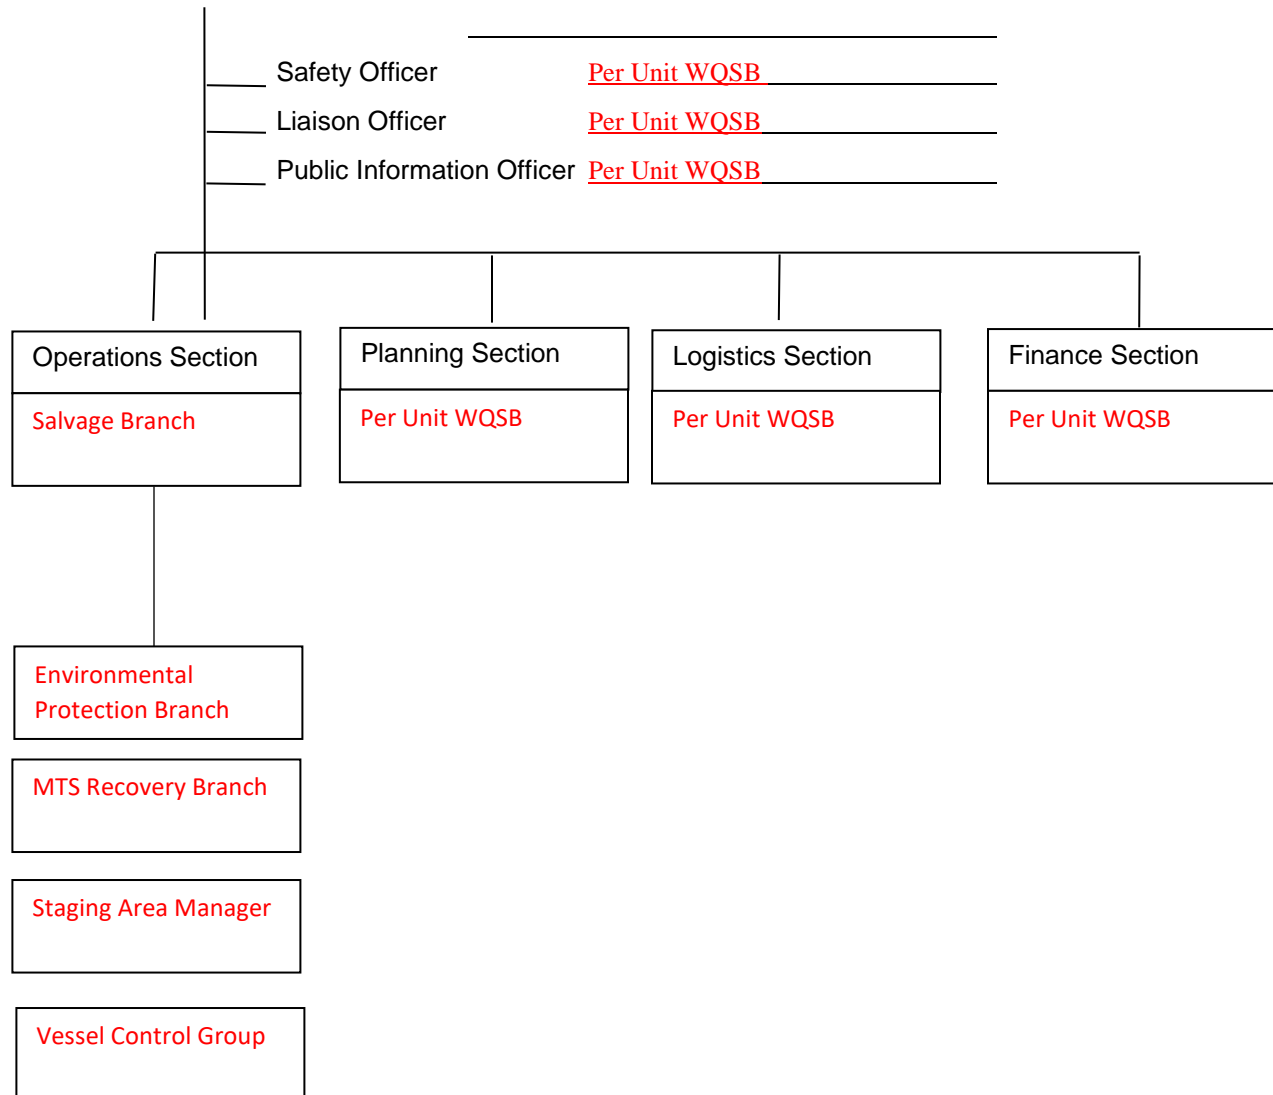 Safety Officer Per Unit WQSB
Liaison Officer Per Unit WQSB
Public Information Officer Per Unit WQSB
Operations Section
Planning Section
Logistics Section
Finance Section
Salvage Branch
Per Unit WQSB
Per Unit WQSB
Per Unit WQSB
Environmental
Protection Branch
MTS Recovery Branch
Staging Area Manager
Vessel Control Group